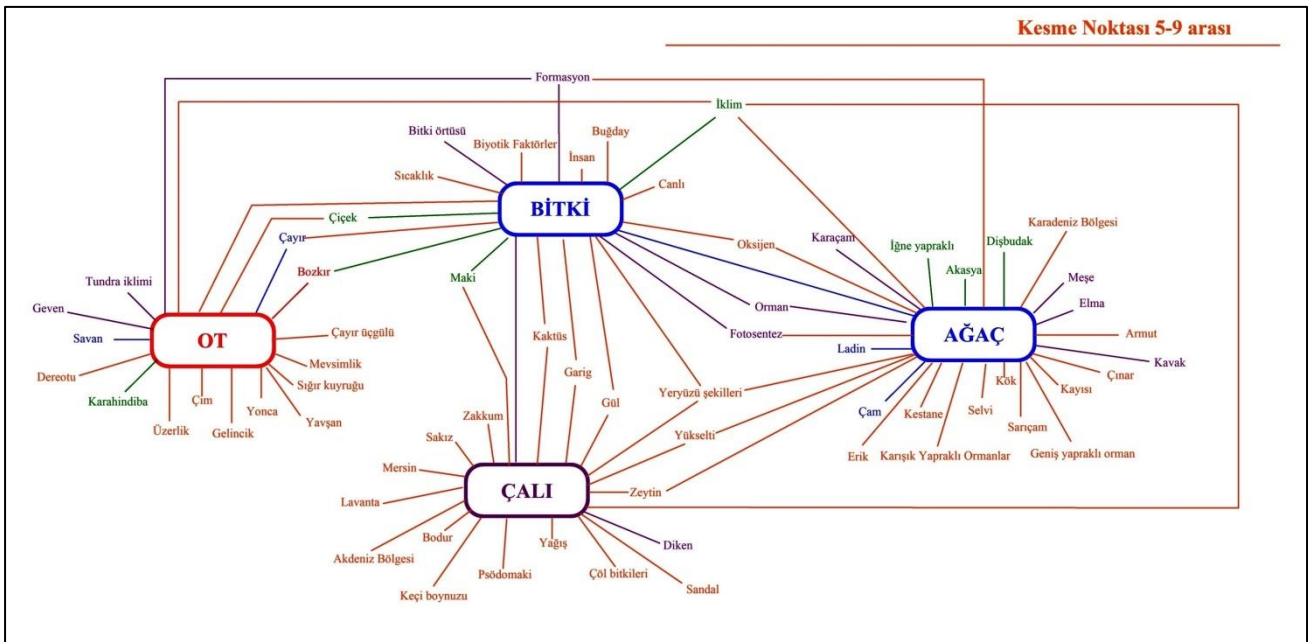 Kesme Noktası 5-9 arası
Formasyon
İklim
Bitki örtüsü
Biyotik Faktörler
Buğday
İnsan
Sıcaklık
Canlı
BİTKİ
Çiçek
Çayır
Bozkır
Maki
Oksijen
Karaçam
İğne yapraklı
Akasya
Dişbudak
Karadeniz Bölgesi
Meşe
Elma
Armut
Kavak
Çınar
Kayısı
Tundra iklimi
Geven
Savan
OT
Dereotu
Karahindiba
Çayır üçgülü
Mevsimlik
Sığır kuyruğu
Yavşan
Yonca
Gelincik
Çim
Üzerlik
Orman
Fotosentez
AĞAÇ
Ladin
Çam
Kaktüs
Garig
Gül
Yeryüzü şekilleri
Yükselti
Zeytin
Erik
Kestane
Karışık Yapraklı Ormanlar
Selvi
Kök
Sarıçam
Geniş yapraklı orman
Zakkum
Sakız
Mersin
Lavanta
ÇALI
Akdeniz Bölgesi
Bodur
Keçi boynuzu
Psödomaki
Yağış
Çöl bitkileri
Diken
Sandal